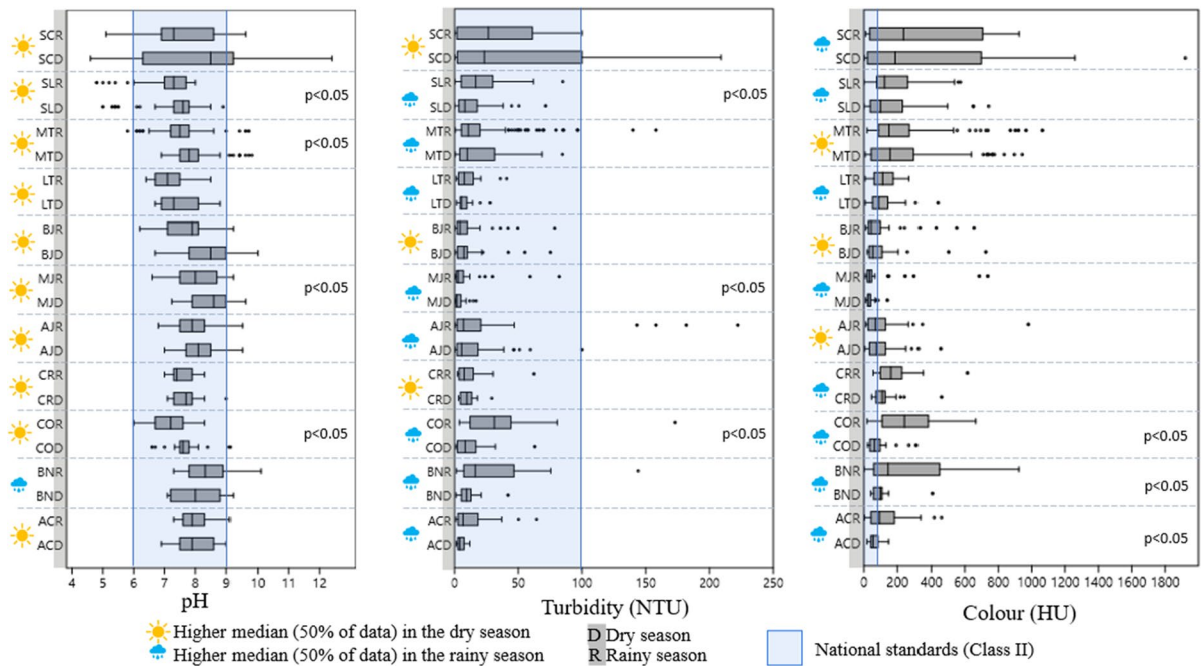 SCR
SCD
SLR
SLD
p<0.05
MTR
MTD
p<0.05
LTR
LTD
BJR
BJD
MJR
MJD
p<0.05
AJR
AJD
CRR
CRD
COR
COD
p<0.05
BNR
BND
ACR
ACD
4 5 6 7 8 9 10 12
pH
SCR
SCD
SLR
SLD
p<0.05
MTR
MTD
LTR
LTD
BJR
BJD
MJR
MJD
p<0.05
AJR
AJD
CRR
CRD
COR
COD
p<0.05
BNR
BND
ACR
ACD
0 50 100 150 200 250
Turbidity (NTU)
SCR
SCD
SLR
SLD
MTR
MTD
LTR
LTD
BJR
BJD
MJR
MJD
AJR
AJD
CRR
CRD
COR
COD
p<0.05
BNR
BND
p<0.05
ACR
ACD
p<0.05
0 200 400 600 800 1000 1200 1400 1600 1800
Colour (HU)
Higher median (50% of data) in the dry season
Higher median (50% of data) in the rainy season
D Dry season
R Rainy season
National standards (Class II)